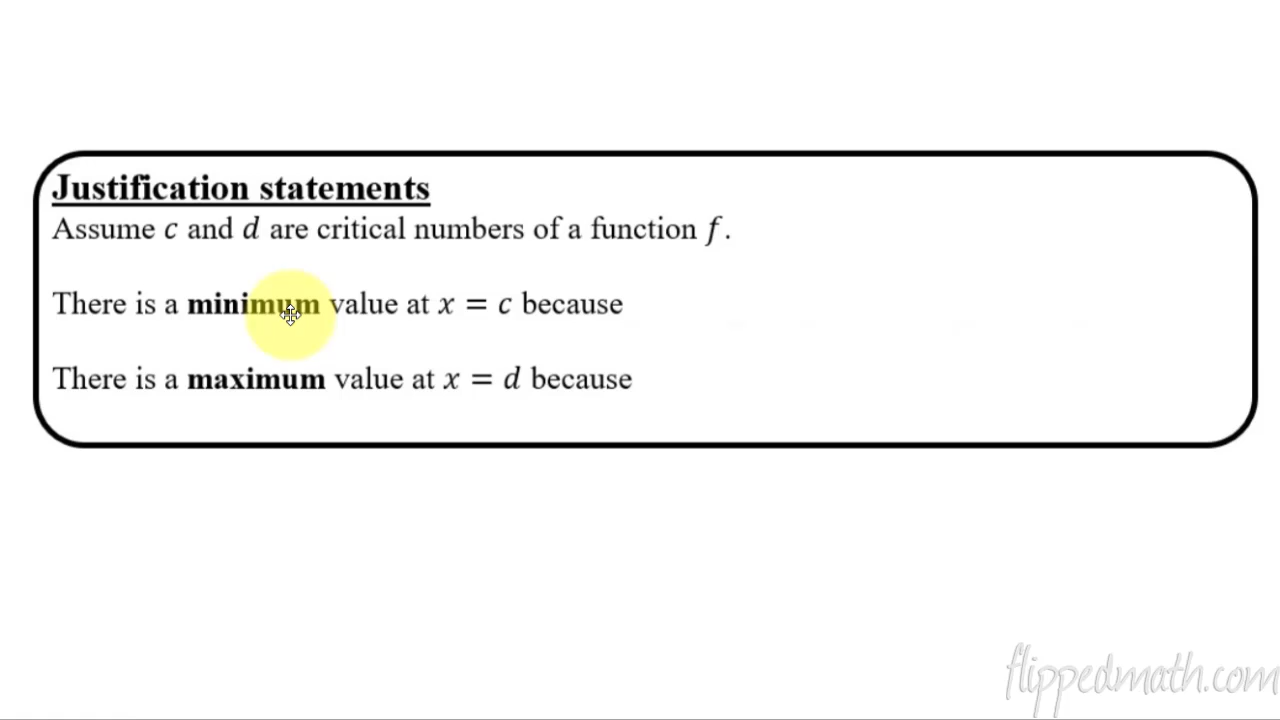 Justification statements
Assume c and d are critical numbers of a function f.
There is a minimum value at x = c because
There is a maximum value at x = d because
flippedmath.com